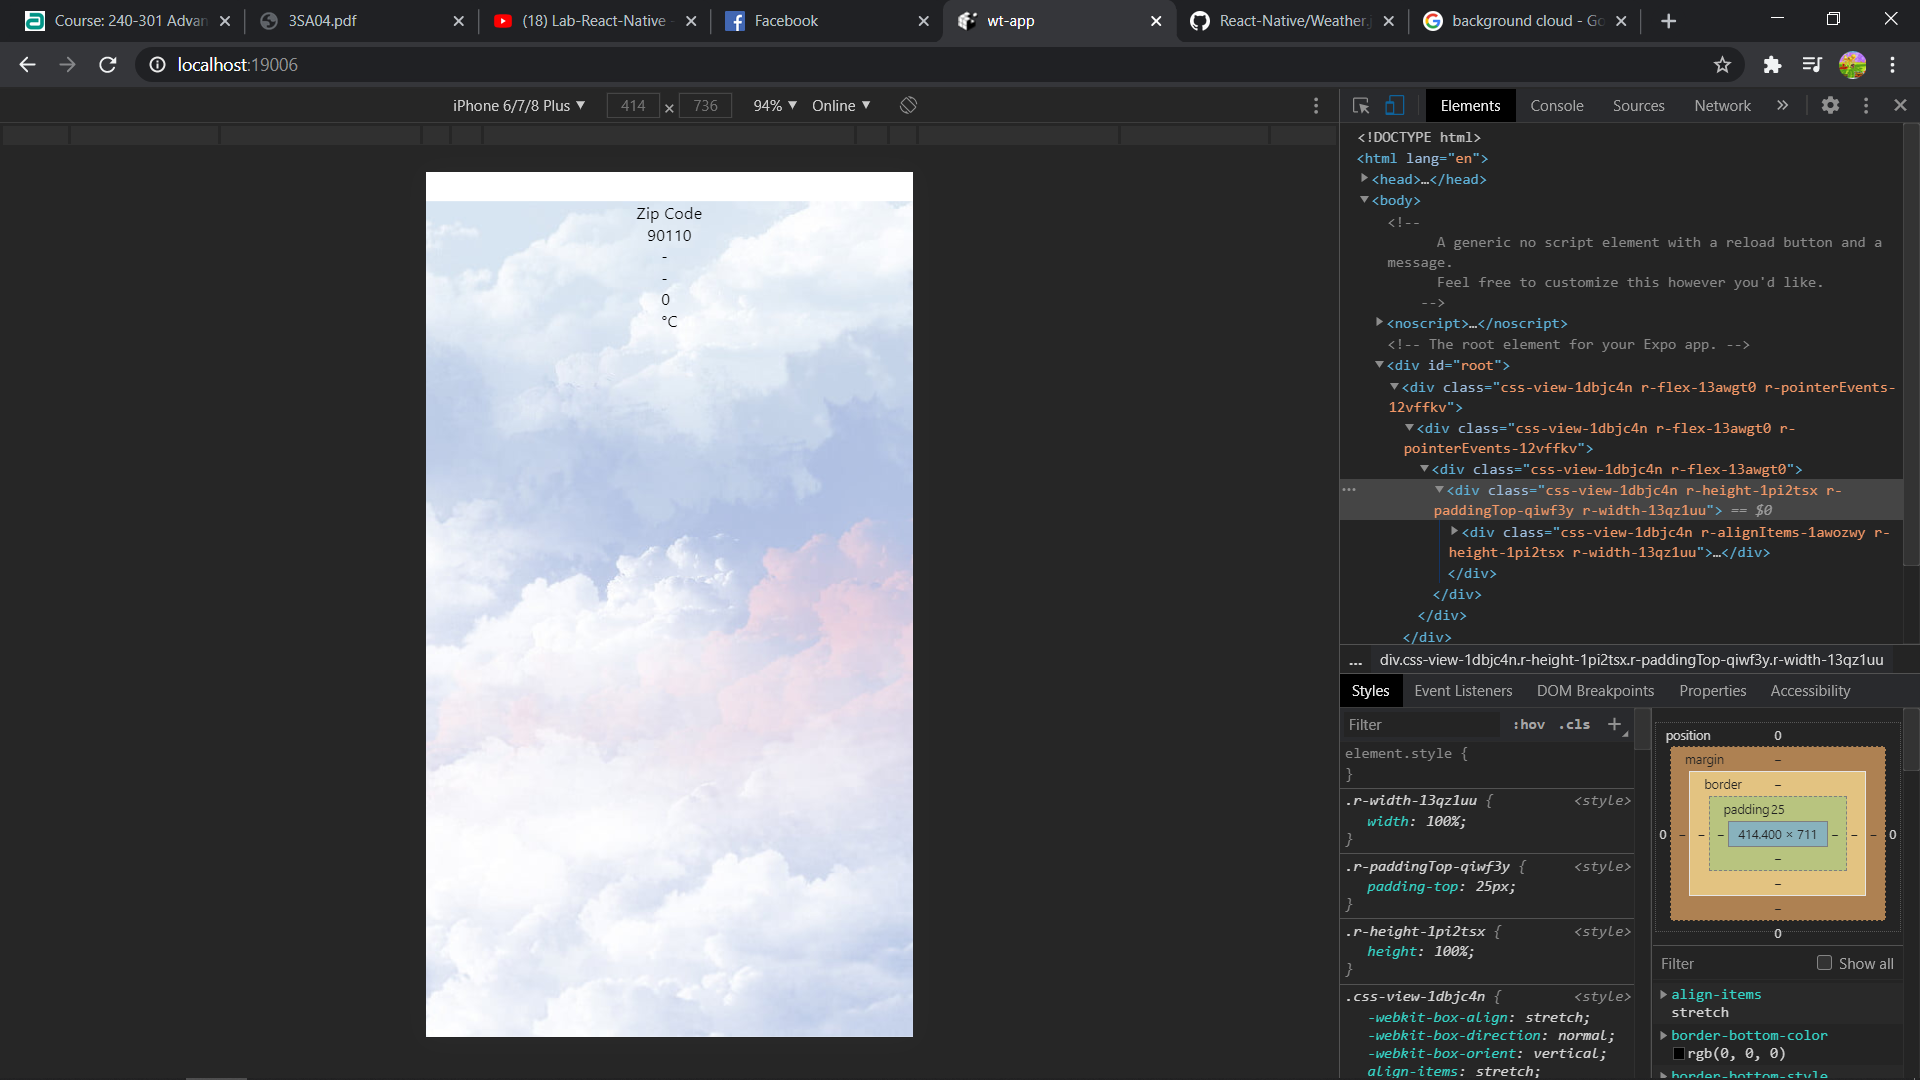 Course: 240-301 Advan
3SA04.pdf
(18) Lab-React-Native -
Facebook
wt-app
React-Native/Weather.j
background cloud - Go
localhost:19006
iPhone 6/7/8 Plus ▼ 414 × 736 94% ▼ Online ▼
Elements Console Sources Network »
<!DOCTYPE html>
<html lang="en">
<head>…</head>
<body>
<!--
A generic no script element with a reload button and a
message.
Feel free to customize this however you'd like.
-->
<noscript>…</noscript>
<!-- The root element for your Expo app. -->
<div id="root">
<div class="css-view-1dbjc4n r-flex-13awgt0 r-pointerEvents-
12vffkv">
<div class="css-view-1dbjc4n r-flex-13awgt0 r-
pointerEvents-12vffkv">
<div class="css-view-1dbjc4n r-flex-13awgt0">
… <div class="css-view-1dbjc4n r-height-1pi2tsx r-
paddingTop-qiwf3y r-width-13qz1uu"> == $0
<div class="css-view-1dbjc4n r-alignItems-1awozwy r-
height-1pi2tsx r-width-13qz1uu">…</div>
</div>
</div>
</div>
</div>
… div.css-view-1dbjc4n.r-height-1pi2tsx.r-paddingTop-qiwf3y.r-width-13qz1uu
Styles Event Listeners DOM Breakpoints Properties Accessibility
Filter :hov .cls +
element.style {
}
.r-width-13qz1uu { <style>
width: 100%;
}
.r-paddingTop-qiwf3y { <style>
padding-top: 25px;
}
.r-height-1pi2tsx { <style>
height: 100%;
}
.css-view-1dbjc4n { <style>
-webkit-box-align: stretch;
-webkit-box-direction: normal;
-webkit-box-orient: vertical;
align-items: stretch;
position 0
margin –
border –
padding 25
0 – – – 414.400 × 711 – – – 0
–
–
–
0
Filter Show all
align-items
stretch
border-bottom-color
rgb(0, 0, 0)
border-bottom-style
Zip Code
90110
-
-
0
°C